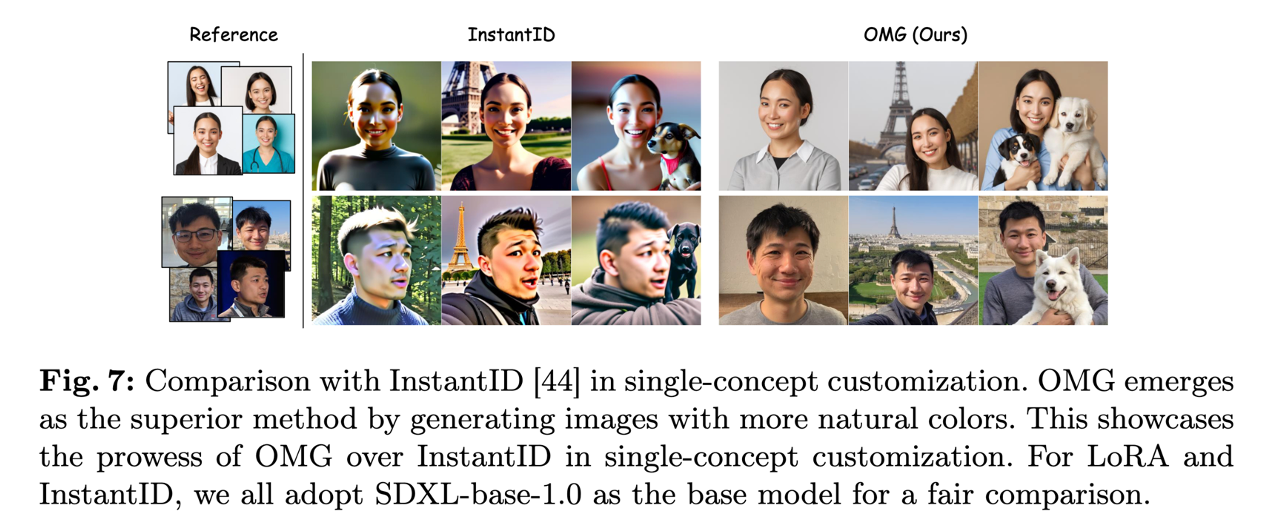 Reference InstantID OMG (Ours)
Fig. 7: Comparison with InstantID [44] in single-concept customization. OMG emerges
as the superior method by generating images with more natural colors. This showcases
the prowess of OMG over InstantID in single-concept customization. For LoRA and
InstantID, we all adopt SDXL-base-1.0 as the base model for a fair comparison.